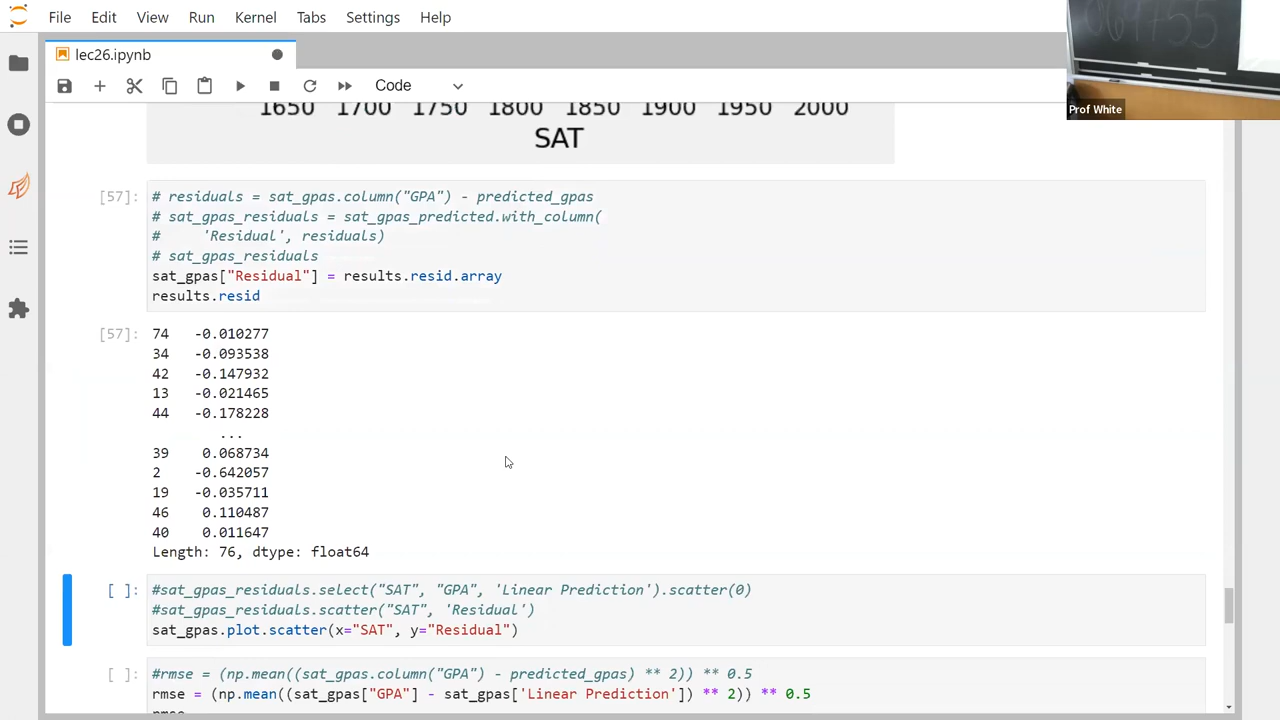 File Edit View Run Kernel Tabs Settings Help
lec26.ipynb
Code
Prof White
1650 1700 1750 1800 1850 1900 1950 2000
SAT
[57]: # residuals = sat_gpas.column("GPA") - predicted_gpas
# sat_gpas_residuals = sat_gpas_predicted.with_column(
#     'Residual', residuals)
# sat_gpas_residuals
sat_gpas["Residual"] = results.resid.array
results.resid
[57]: 74   -0.010277
34   -0.093538
42   -0.147932
13   -0.021465
44   -0.178228
...
39    0.068734
2    -0.642057
19   -0.035711
46    0.110487
40    0.011647
Length: 76, dtype: float64
[ ]: #sat_gpas_residuals.select("SAT", "GPA", 'Linear Prediction').scatter(0)
#sat_gpas_residuals.scatter("SAT", 'Residual')
sat_gpas.plot.scatter(x="SAT", y="Residual")
[ ]: #rmse = (np.mean((sat_gpas.column("GPA") - predicted_gpas) ** 2)) ** 0.5
rmse = (np.mean((sat_gpas["GPA"] - sat_gpas['Linear Prediction']) ** 2)) ** 0.5
rmse